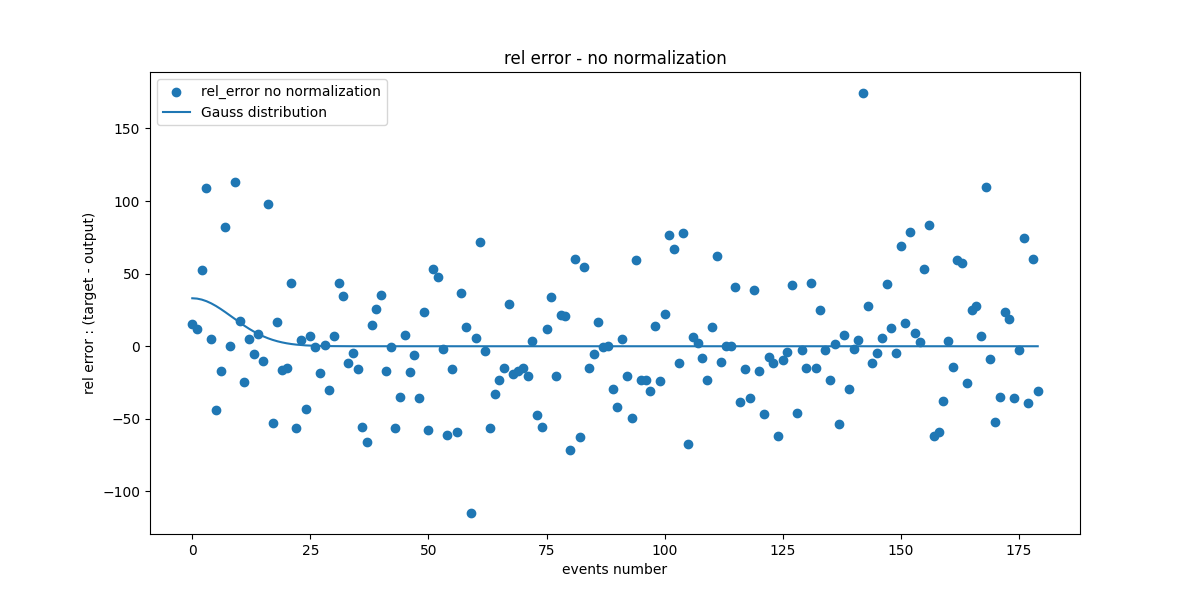 rel error - no normalization
rel_error no normalization
Gauss distribution
rel error : (target - output)
150
100
50
0
−50
−100
0 25 50 75 100 125 150 175
events number